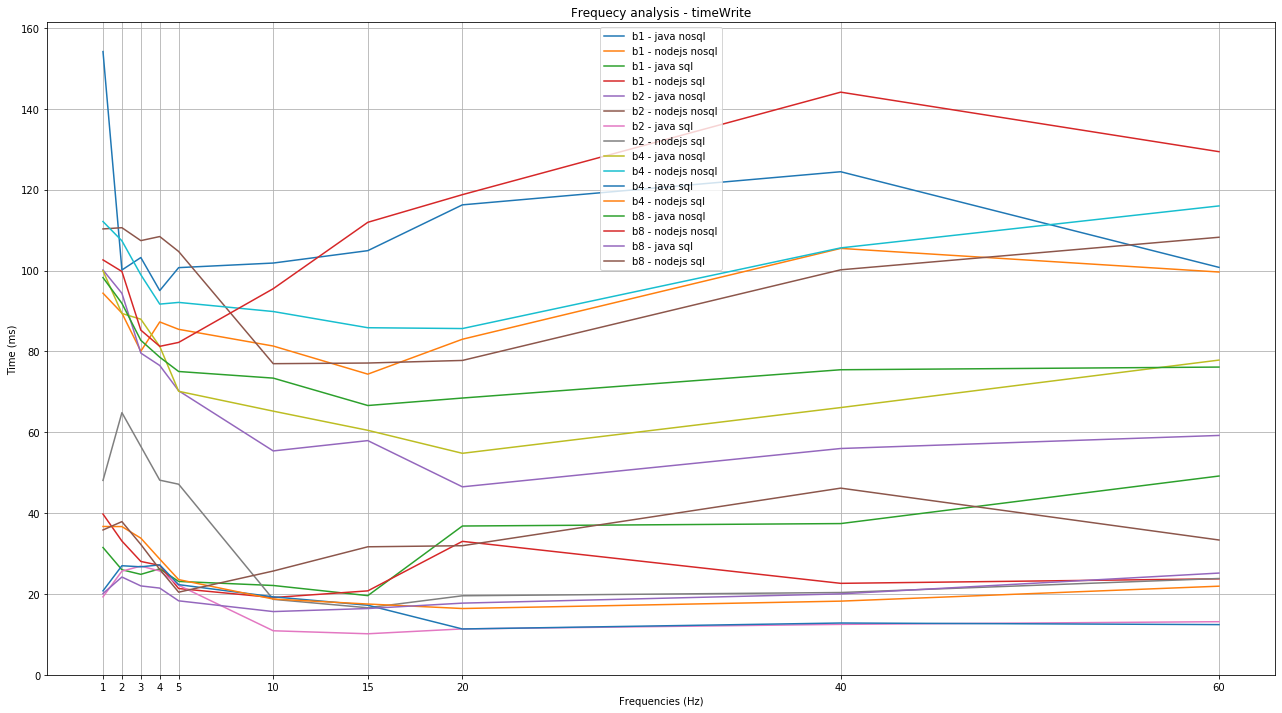 Frequecy analysis - timeWrite
160
140
120
100
80
60
40
20
0
Time (ms)
b1 - java nosql
b1 - nodejs nosql
b1 - java sql
b1 - nodejs sql
b2 - java nosql
b2 - nodejs nosql
b2 - java sql
b2 - nodejs sql
b4 - java nosql
b4 - nodejs nosql
b4 - java sql
b4 - nodejs sql
b8 - java nosql
b8 - nodejs nosql
b8 - java sql
b8 - nodejs sql
1 2 3 4 5 10 15 20 40 60
Frequencies (Hz)